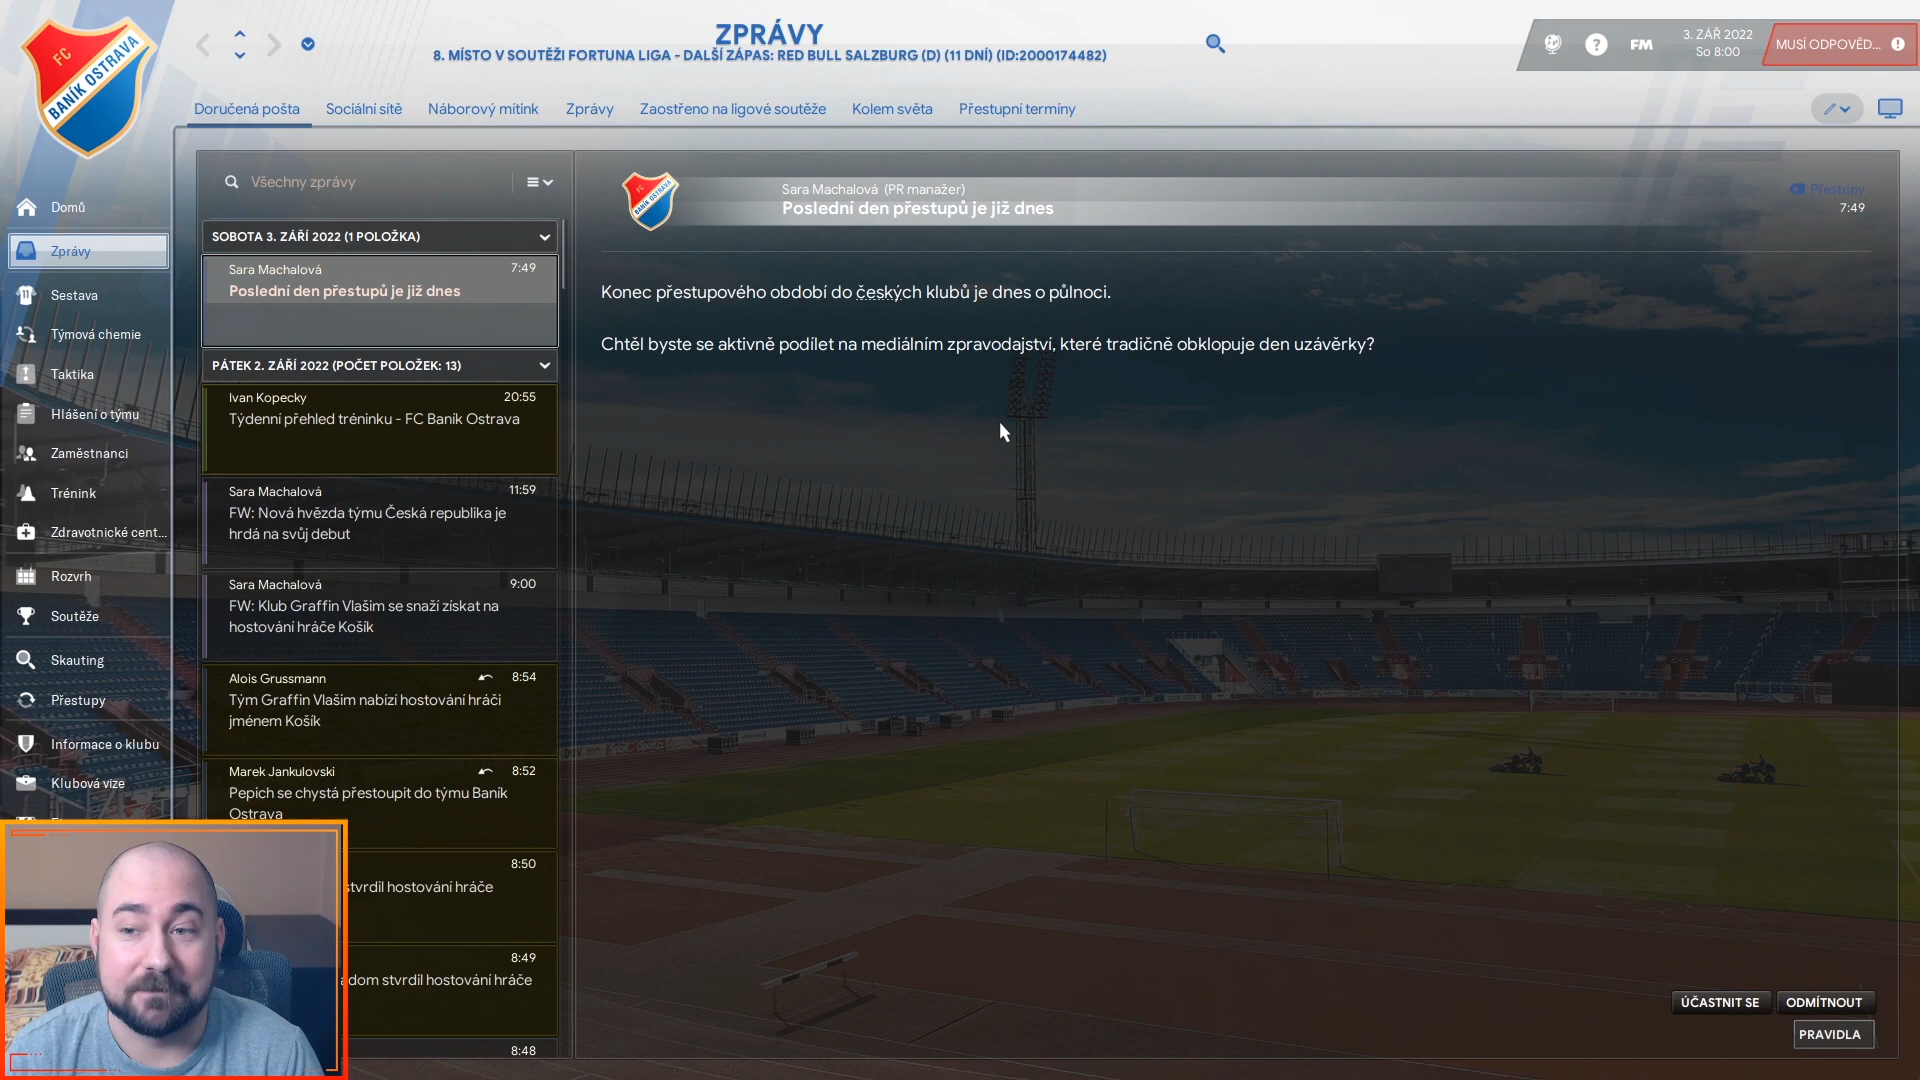 FC
BANÍK OSTRAVA
ZPRÁVY
8. MÍSTO V SOUTĚŽI FORTUNA LIGA - DALŠÍ ZÁPAS: RED BULL SALZBURG (D) (11 DNÍ) (ID:2000174482)
?
FM
3. ZÁŘ 2022
So 8:00
MUSÍ ODPOVĚD...
Doručená pošta
Sociální sítě
Náborový mítink
Zprávy
Zaostřeno na ligové soutěže
Kolem světa
Přestupní termíny
Domů
Zprávy
Sestava
Týmová chemie
Taktika
Hlášení o týmu
Zaměstnanci
Trénink
Zdravotnické cent...
Rozvrh
Soutěže
Skauting
Přestupy
Informace o klubu
Klubová vize
Všechny zprávy
SOBOTA 3. ZÁŘÍ 2022 (1 POLOŽKA)
Sara Machalová 7:49
Poslední den přestupů je již dnes
PÁTEK 2. ZÁŘÍ 2022 (POČET POLOŽEK: 13)
Ivan Kopecky 20:55
Týdenní přehled tréninku - FC Baník Ostrava
Sara Machalová 11:59
FW: Nová hvězda týmu Česká republika je
hrdá na svůj debut
Sara Machalová 9:00
FW: Klub Graffin Vlašim se snaží získat na
hostování hráče Košík
Alois Grussmann 8:54
Tým Graffin Vlašim nabízí hostování hráči
jménem Košík
Marek Jankulovski 8:52
Pepich se chystá přestoupit do týmu Baník
Ostrava
8:50
stvrdil hostování hráče
8:49
adom stvrdil hostování hráče
8:48
FC
BANÍK OSTRAVA
Sara Machalová (PR manažer)
Poslední den přestupů je již dnes
Přestupy
7:49
Konec přestupového období do českých klubů je dnes o půlnoci.
Chtěl byste se aktivně podílet na mediálním zpravodajství, které tradičně obklopuje den uzávěrky?
ÚČASTNIT SE
ODMÍTNOUT
PRAVIDLA